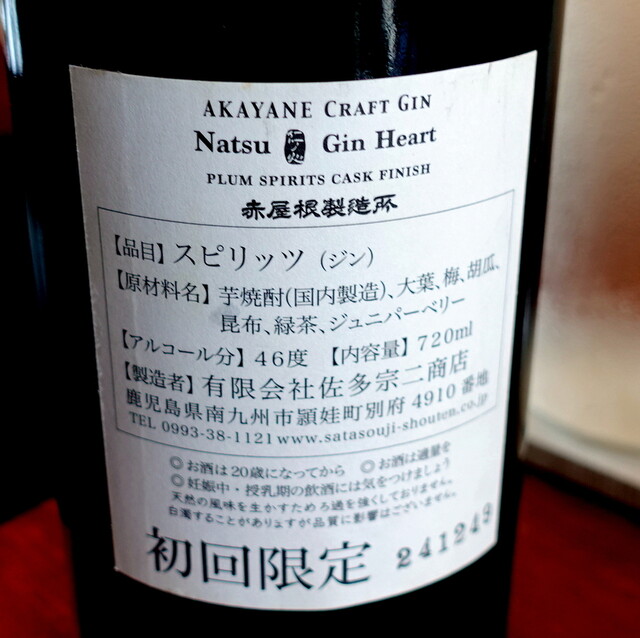 AKAYANE CRAFT GIN
Natsu Gin Heart
PLUM SPIRITS CASK FINISH
赤屋根製造所
【品目】スピリッツ (ジン)
【原材料名】芋焼酎(国内製造)、大葉、梅、胡瓜、
昆布、緑茶、ジュニパーベリー
【アルコール分】46度 【内容量】720ml
【製造者】有限会社佐多宗二商店
鹿児島県南九州市頴娃町別府 4910 番地
TEL 0993-38-1121 www.satasouji-shouten.co.jp
◎お酒は20歳になってから ◎お酒は適量を
◎妊娠中・授乳期の飲酒には気をつけましょう
天然の風味を生かすためろ過を強くしておりません。
白濁することがありますが品質に影響はございません。
初回限定 241249